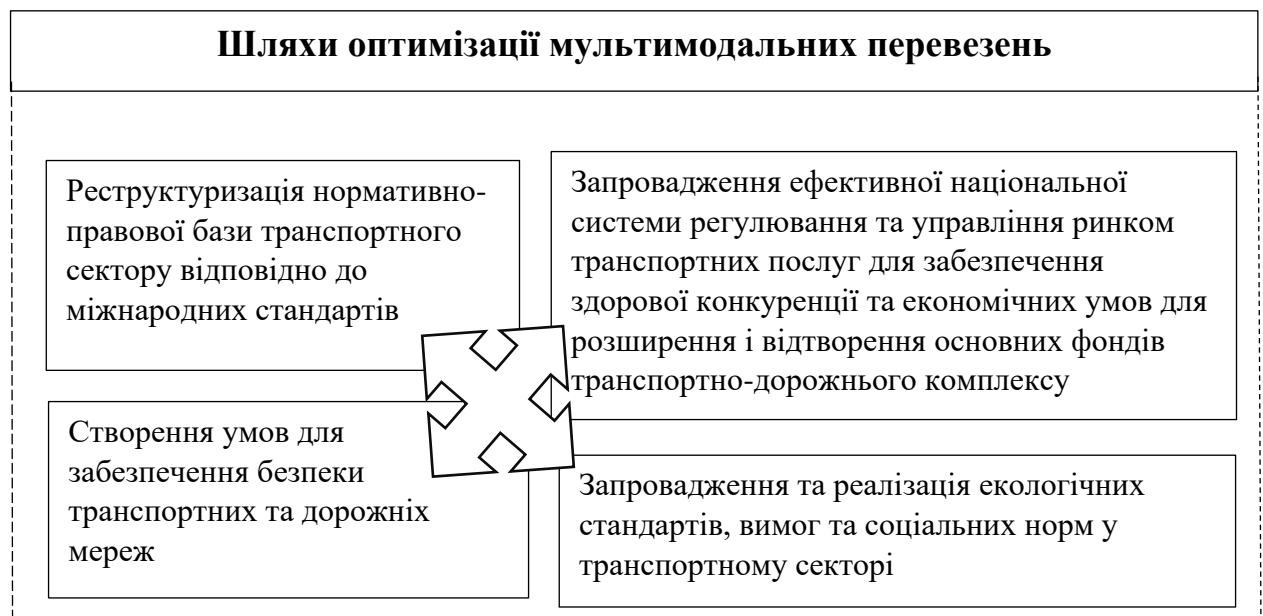 Шляхи оптимізації мультимодальних перевезень
Реструктуризація нормативно-
правової бази транспортного
сектору відповідно до
міжнародних стандартів
Запровадження ефективної національної
системи регулювання та управління ринком
транспортних послуг для забезпечення
здорової конкуренції та економічних умов для
розширення і відтворення основних фондів
транспортно-дорожнього комплексу
Створення умов для
забезпечення безпеки
транспортних та дорожніх
мереж
Запровадження та реалізація екологічних
стандартів, вимог та соціальних норм у
транспортному секторі